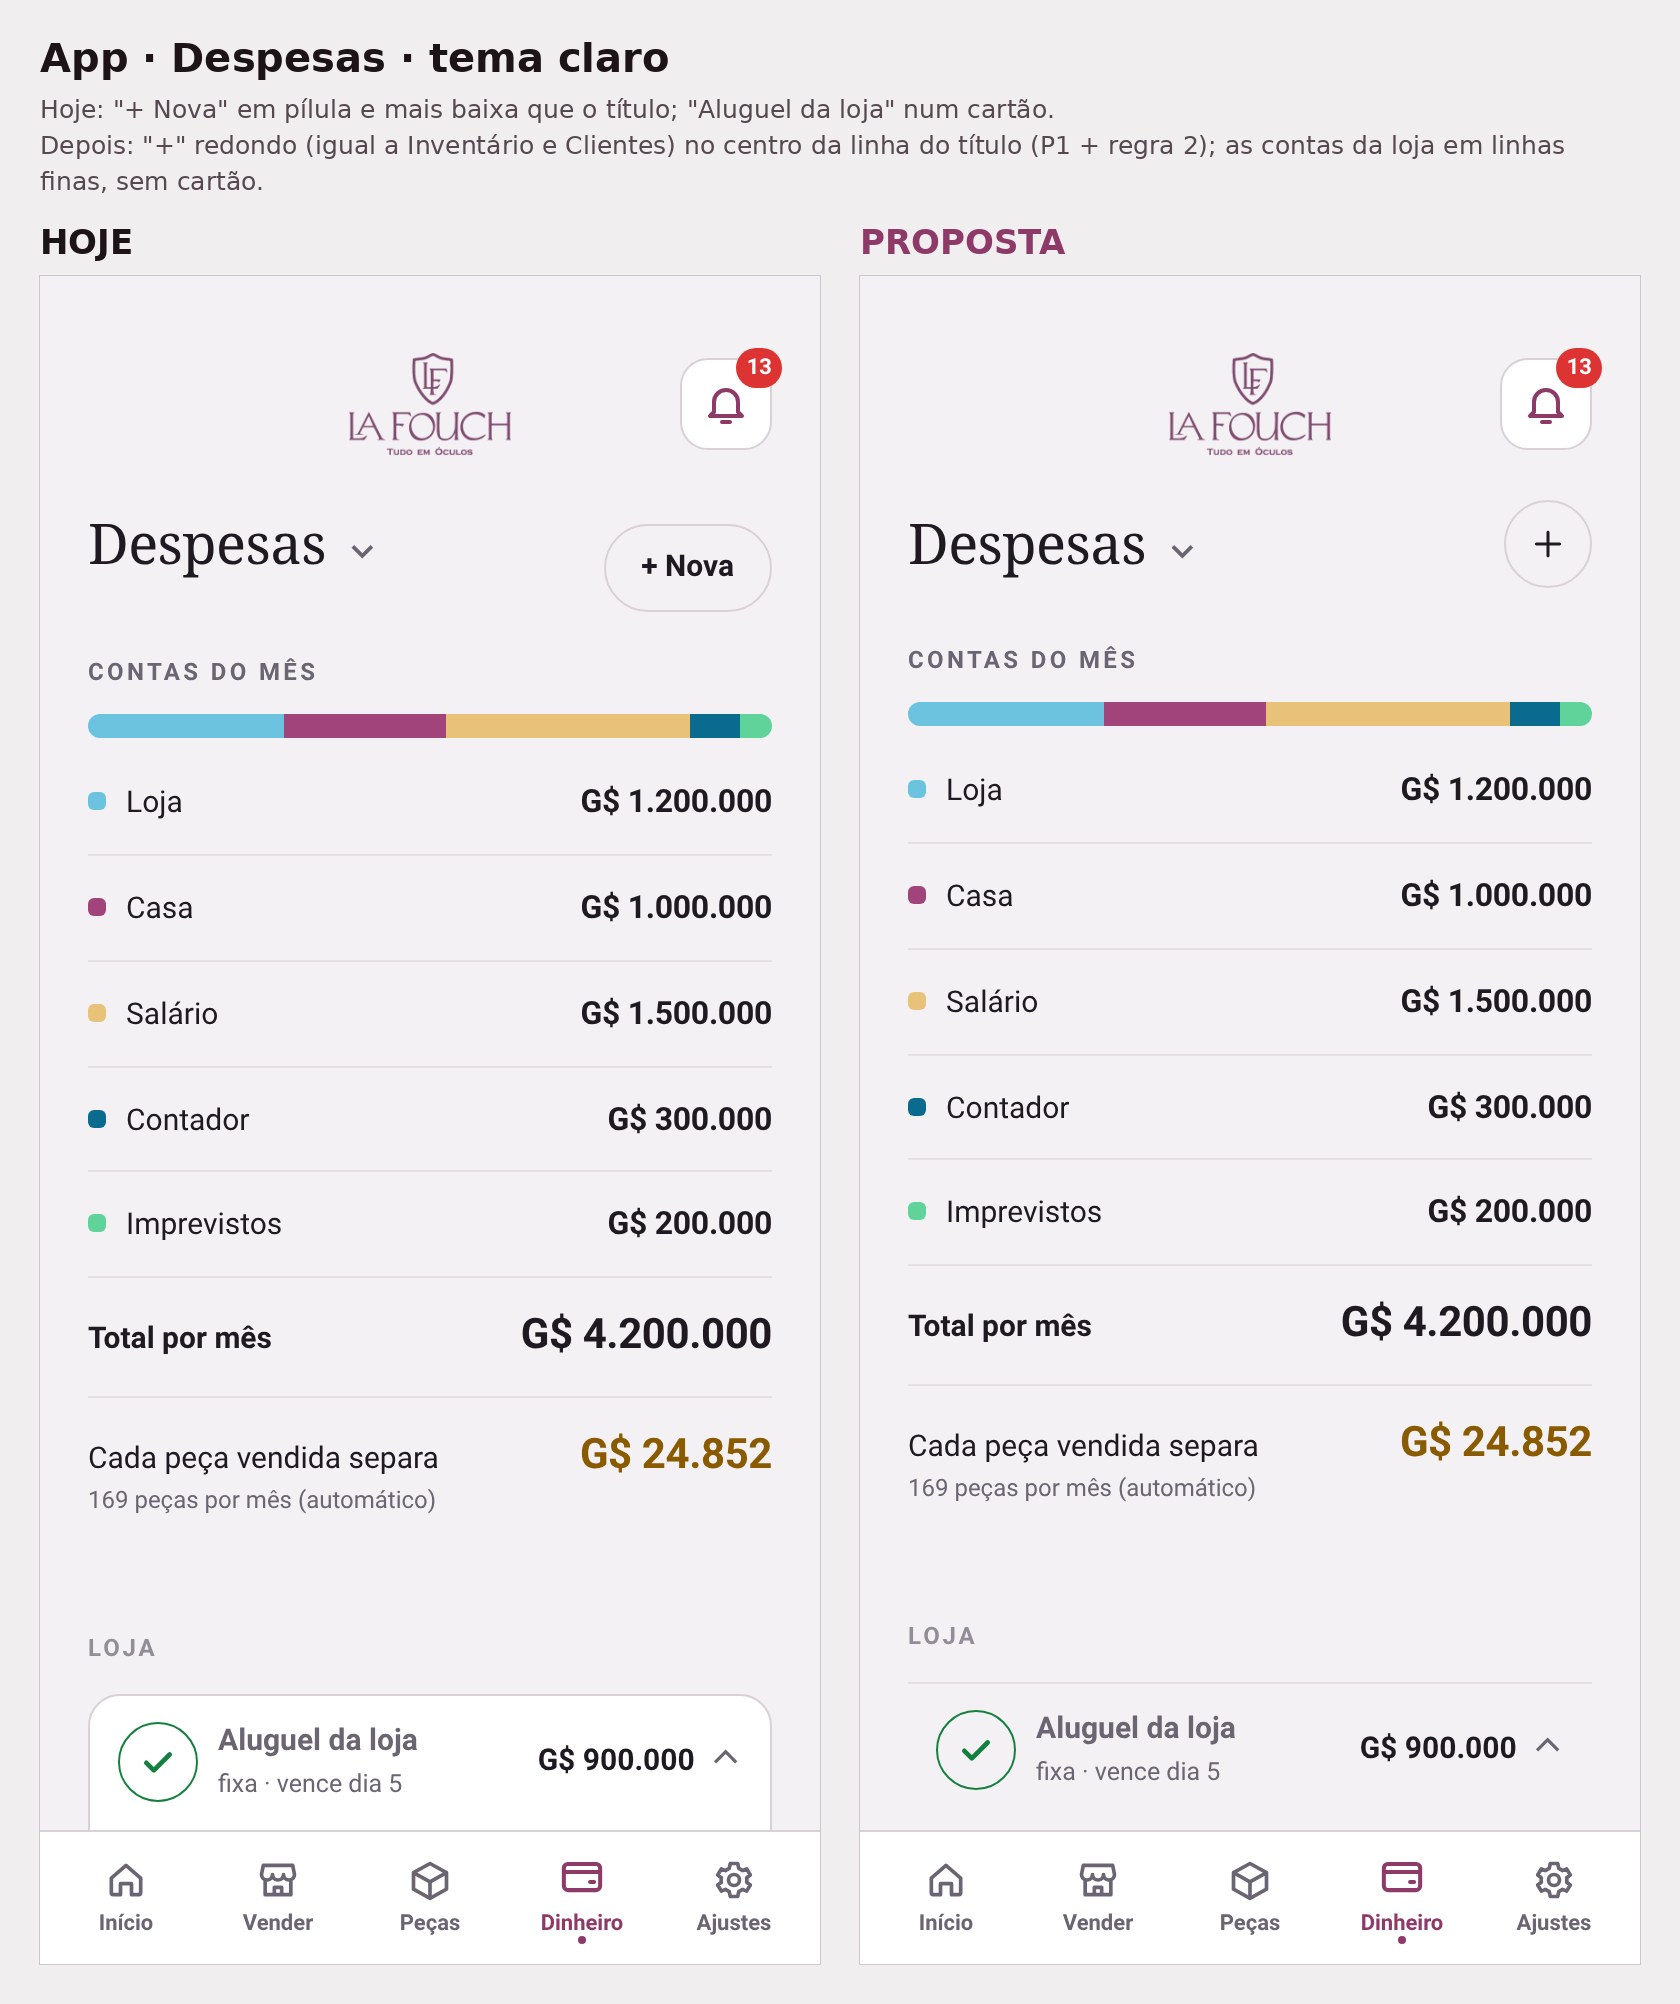 App · Despesas · tema claro
Hoje: "+ Nova" em pílula e mais baixa que o título; "Aluguel da loja" num cartão.
Depois: "+" redondo (igual a Inventário e Clientes) no centro da linha do título (P1 + regra 2); as contas da loja em linhas
finas, sem cartão.
HOJE
LF
LA FOUCH
TUDO EM ÓCULOS
13
Despesas
+ Nova
CONTAS DO MÊS
Loja G$ 1.200.000
Casa G$ 1.000.000
Salário G$ 1.500.000
Contador G$ 300.000
Imprevistos G$ 200.000
Total por mês G$ 4.200.000
Cada peça vendida separa G$ 24.852
169 peças por mês (automático)
LOJA
Aluguel da loja G$ 900.000
fixa · vence dia 5
Início Vender Peças Dinheiro Ajustes
PROPOSTA
LF
LA FOUCH
TUDO EM ÓCULOS
13
Despesas
+
CONTAS DO MÊS
Loja G$ 1.200.000
Casa G$ 1.000.000
Salário G$ 1.500.000
Contador G$ 300.000
Imprevistos G$ 200.000
Total por mês G$ 4.200.000
Cada peça vendida separa G$ 24.852
169 peças por mês (automático)
LOJA
Aluguel da loja G$ 900.000
fixa · vence dia 5
Início Vender Peças Dinheiro Ajustes